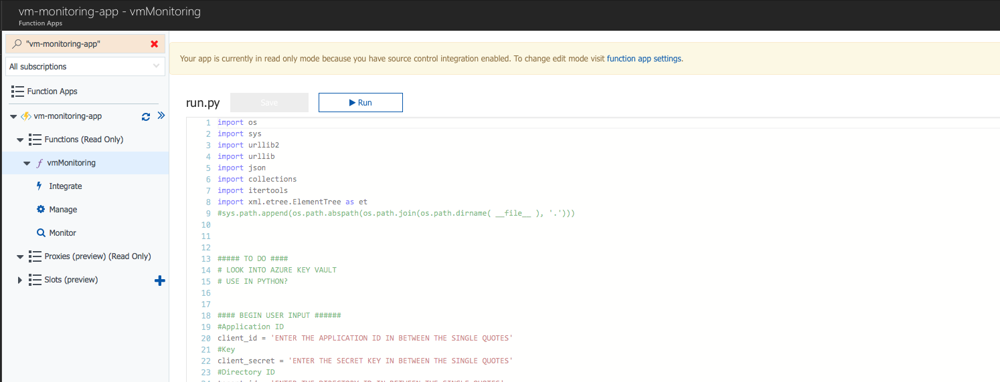 vm-monitoring-app - vmMonitoring
Function Apps
"vm-monitoring-app"
All subscriptions
Function Apps
vm-monitoring-app
Functions (Read Only)
f vmMonitoring
Integrate
Manage
Monitor
Proxies (preview) (Read Only)
Slots (preview)
Your app is currently in read only mode because you have source control integration enabled. To change edit mode visit function app settings.
run.py Save Run
1 import os
2 import sys
3 import urllib2
4 import urllib
5 import json
6 import collections
7 import itertools
8 import xml.etree.ElementTree as et
9 #sys.path.append(os.path.abspath(os.path.join(os.path.dirname( __file__ ), '.')))
10
11
12
13 ##### TO DO ####
14 # LOOK INTO AZURE KEY VAULT
15 # USE IN PYTHON?
16
17
18 #### BEGIN USER INPUT ######
19 #Application ID
20 client_id = 'ENTER THE APPLICATION ID IN BETWEEN THE SINGLE QUOTES'
21 #Key
22 client_secret = 'ENTER THE SECRET KEY IN BETWEEN THE SINGLE QUOTES'
23 #Directory ID